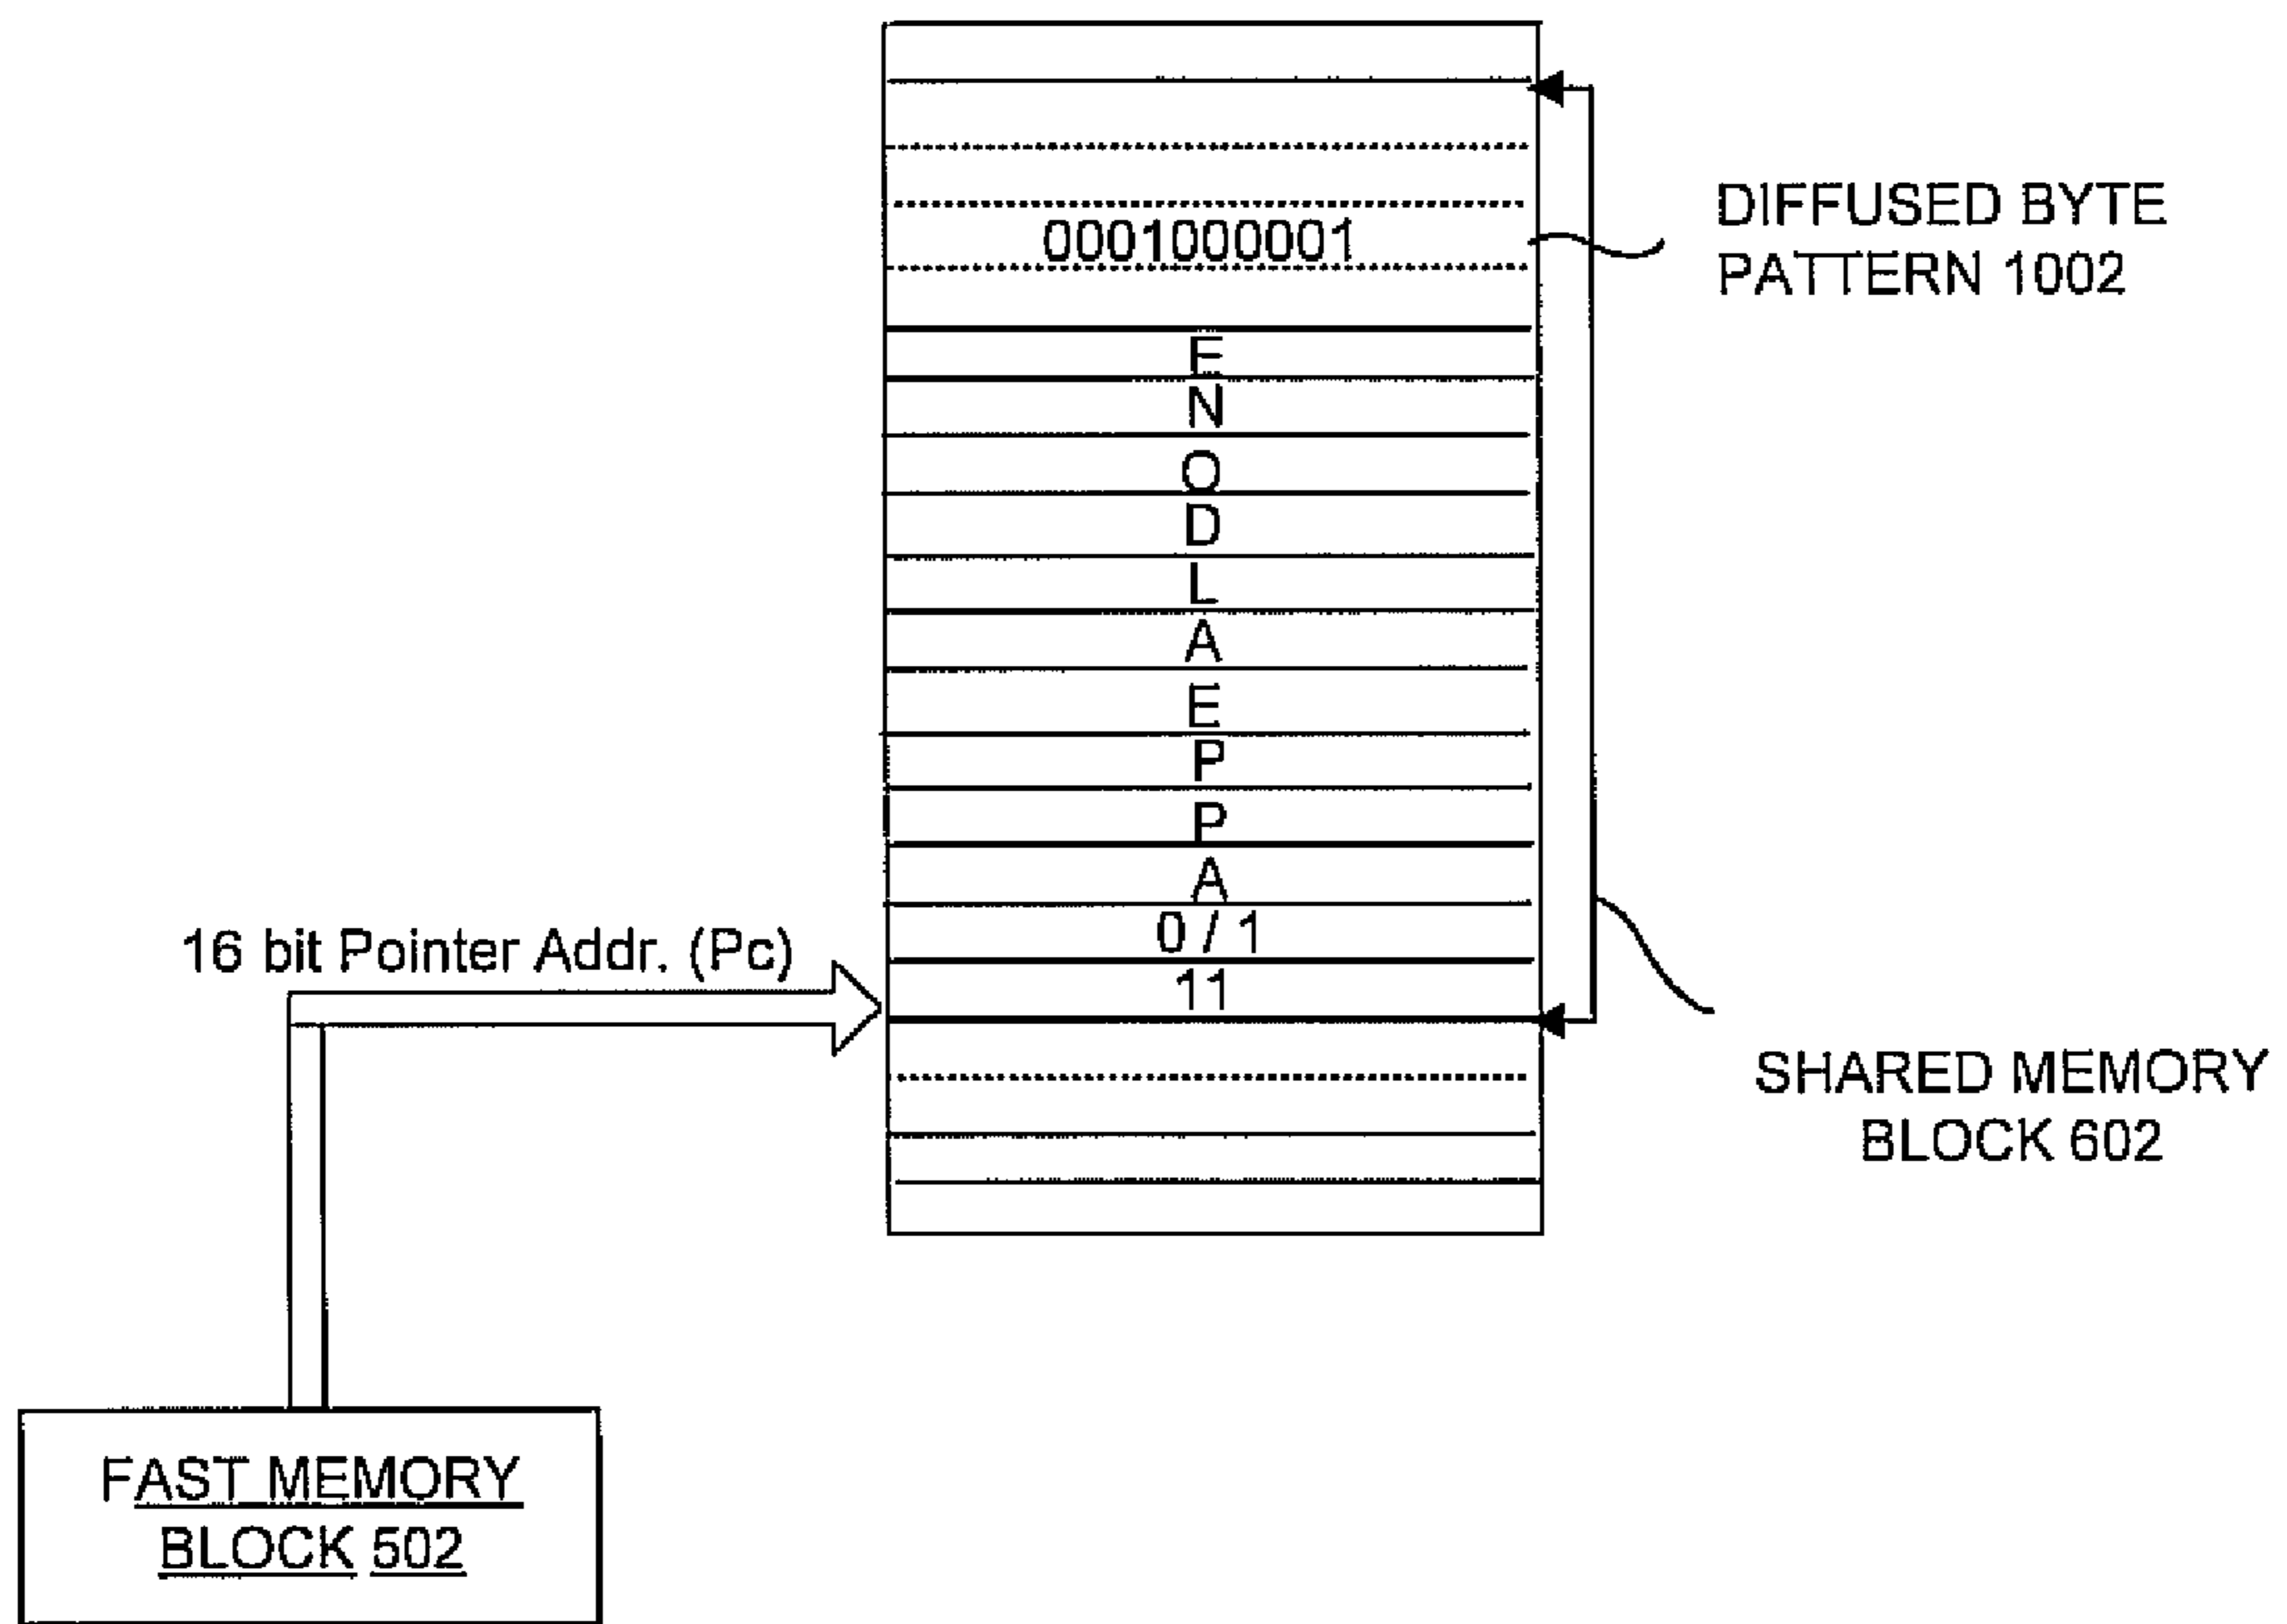 0001000001
DIFFUSED BYTE
PATTERN 1002
E
N
O
D
L
A
E
P
P
A
0 / 1
11
16 bit Pointer Addr. (Pc)
SHARED MEMORY
BLOCK 602
FAST MEMORY
BLOCK 502